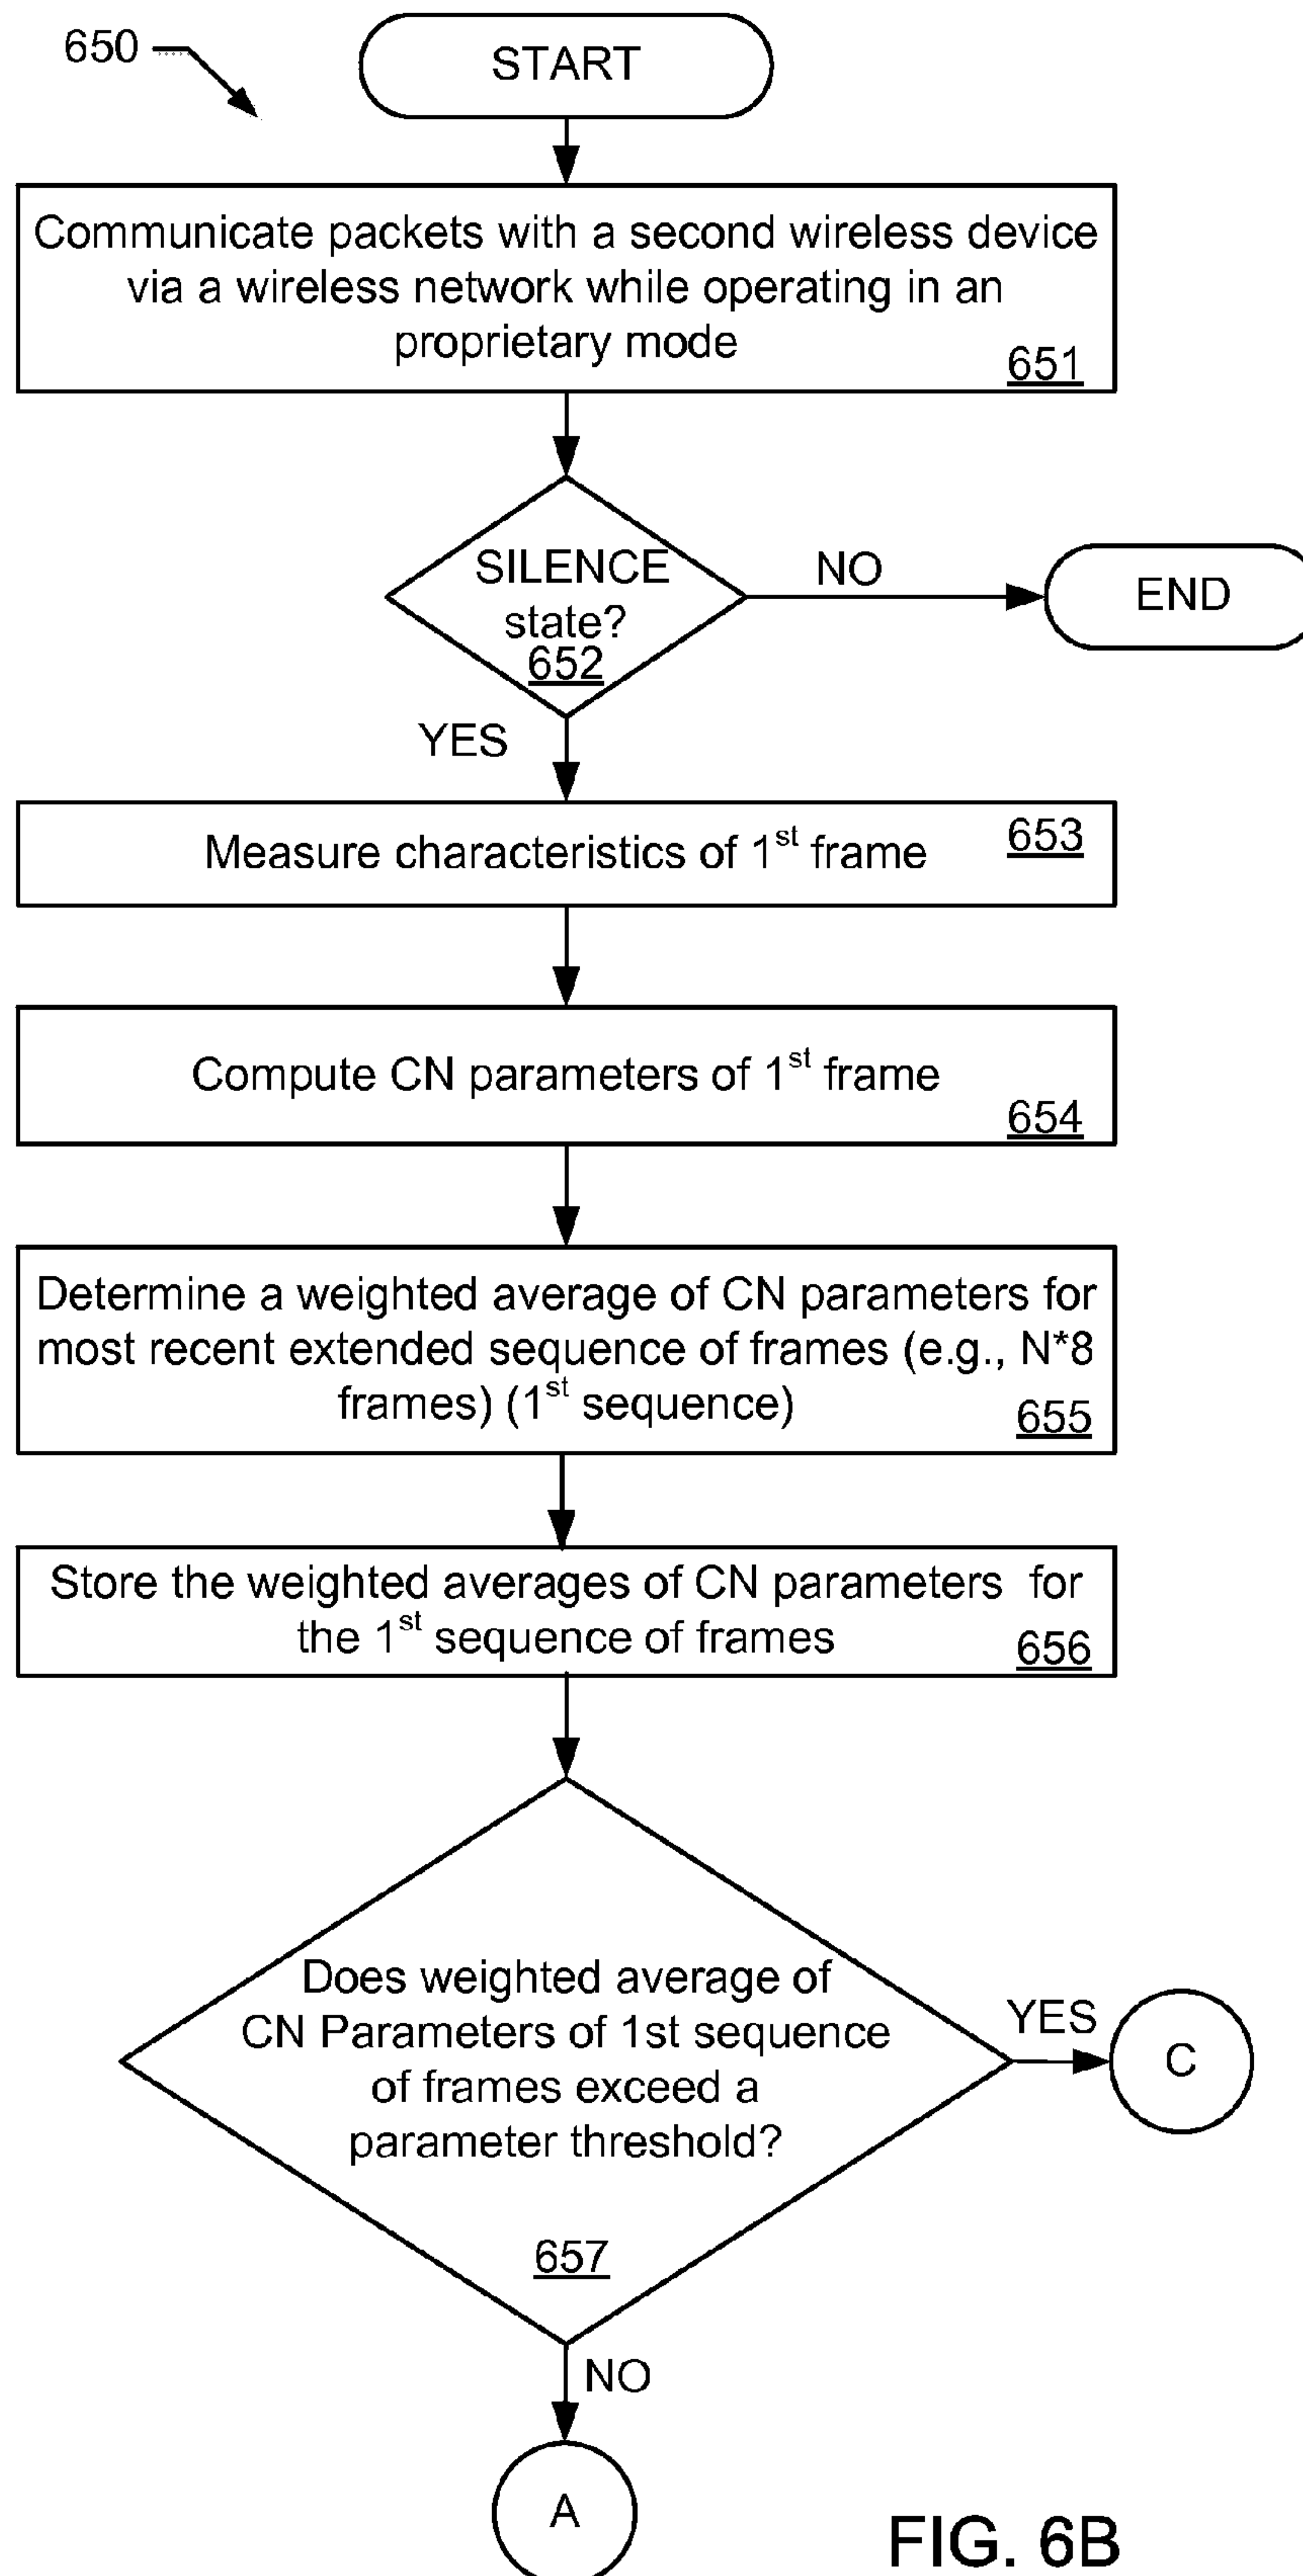 650
START
Communicate packets with a second wireless device
via a wireless network while operating in an
proprietary mode
651
SILENCE
state?
652
NO
END
YES
Measure characteristics of 1st frame
653
Compute CN parameters of 1st frame
654
Determine a weighted average of CN parameters for
most recent extended sequence of frames (e.g., N*8
frames) (1st sequence)
655
Store the weighted averages of CN parameters for
the 1st sequence of frames
656
Does weighted average of
CN Parameters of 1st sequence
of frames exceed a
parameter threshold?
657
YES
C
NO
A
FIG. 6B